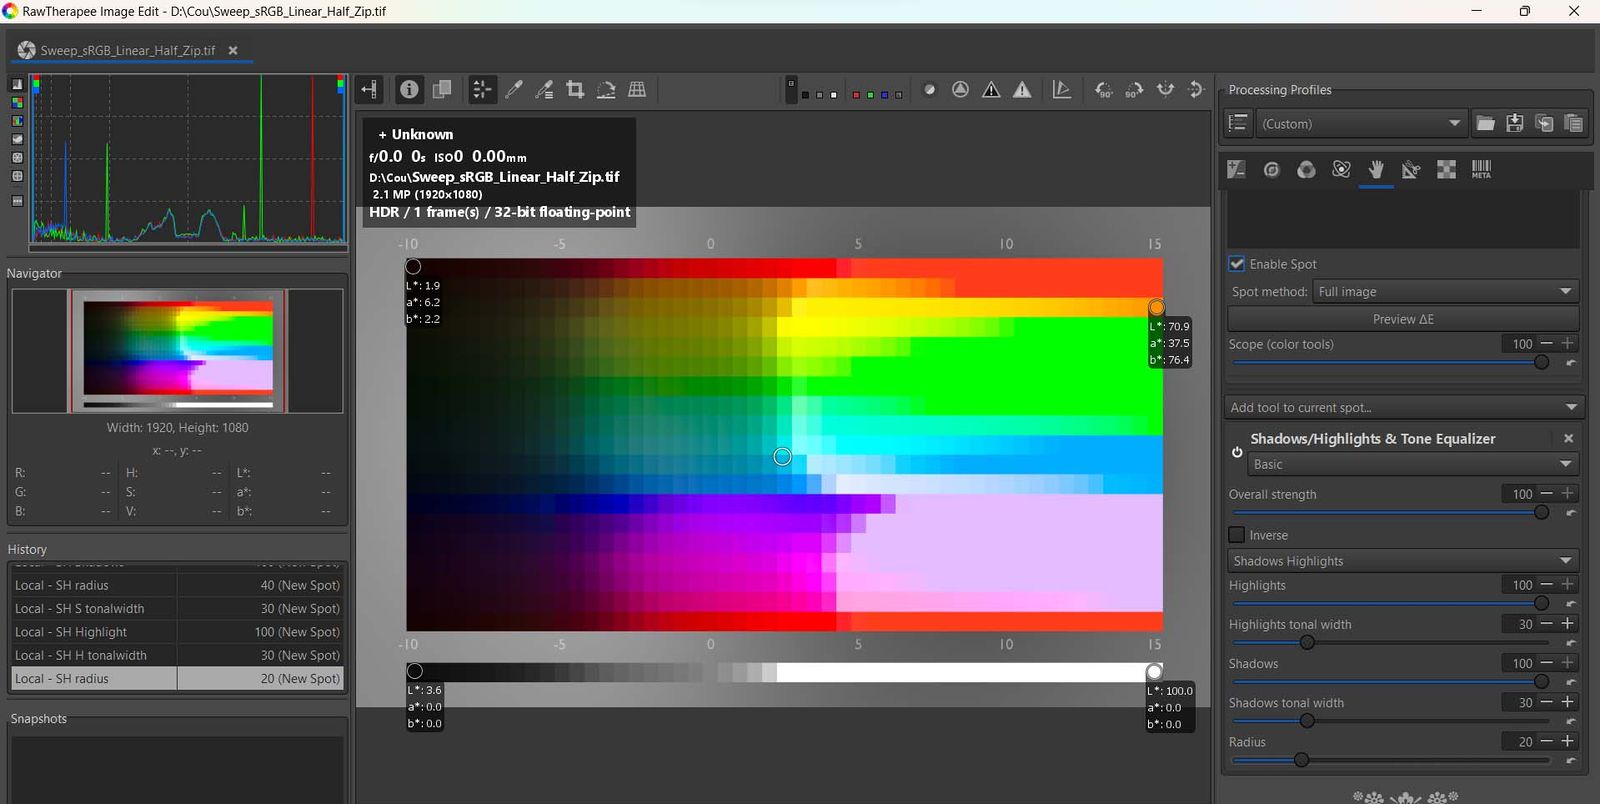 RawTherapee Image Edit - D:\Cou\Sweep_sRGB_Linear_Half_Zip.tif
Sweep_sRGB_Linear_Half_Zip.tif
+ Unknown
f/0.0 0s ISO0 0.00mm
D:\Cou\Sweep_sRGB_Linear_Half_Zip.tif
2.1 MP (1920x1080)
HDR / 1 frame(s) / 32-bit floating-point
-10 -5 0 5 10 15
L*: 1.9
a*: 6.2
b*: 2.2
L*: 70.9
a*: 37.5
b*: 76.4
-10 -5 0 5 10 15
L*: 3.6
a*: 0.0
b*: 0.0
L*: 100.0
a*: 0.0
b*: 0.0
Navigator
Width: 1920, Height: 1080
x: --, y: --
R: -- H: -- L*: --
G: -- S: -- a*: --
B: -- V: -- b*: --
History
Local - SH radius 40 (New Spot)
Local - SH S tonalwidth 30 (New Spot)
Local - SH Highlight 100 (New Spot)
Local - SH H tonalwidth 30 (New Spot)
Local - SH radius 20 (New Spot)
Snapshots
90° 90°
Processing Profiles
(Custom)
META
Enable Spot
Spot method: Full image
Preview ΔE
Scope (color tools) 100
Add tool to current spot...
Shadows/Highlights & Tone Equalizer
Basic
Overall strength 100
Inverse
Shadows Highlights
Highlights 100
Highlights tonal width 30
Shadows 100
Shadows tonal width 30
Radius 20